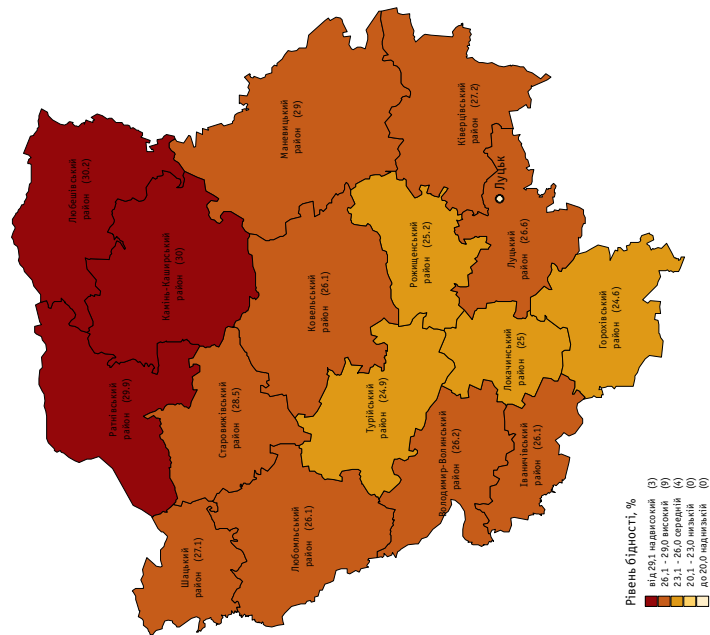 Любешівський
район (30.2)
Камінь-Каширський
район (30)
Ратнівський
район (29.9)
Маневицький
район (29)
Ківерцівський
район (27.2)
Луцьк
Рожищенський
район (25.2)
Луцький
район (26.6)
Ковельський
район (26.1)
Старовижівський
район (28.5)
Турійський
район (24.9)
Локачинський
район (25)
Горохівський
район (24.6)
Шацький
район (27.1)
Любомльський
район (26.1)
Володимир-Волинський
район (26.2)
Іваничівський
район (26.1)
Рівень бідності, %
від 29,1 надвисокий (3)
26,1 - 29,0 високий (9)
23,1 - 26,0 середній (4)
20,1 - 23,0 низькій (0)
до 20,0 наднизькій (0)